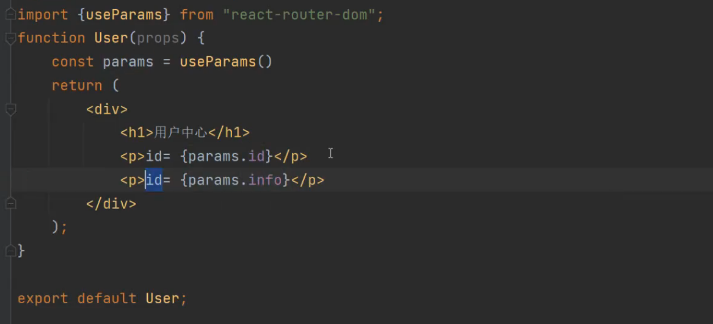 import {useParams} from "react-router-dom";
function User(props) {
    const params = useParams()
    return (
        <div>
            <h1>用户中心</h1>
            <p>id= {params.id}</p>
            <p>id= {params.info}</p>
        </div>
    );
}
export default User;